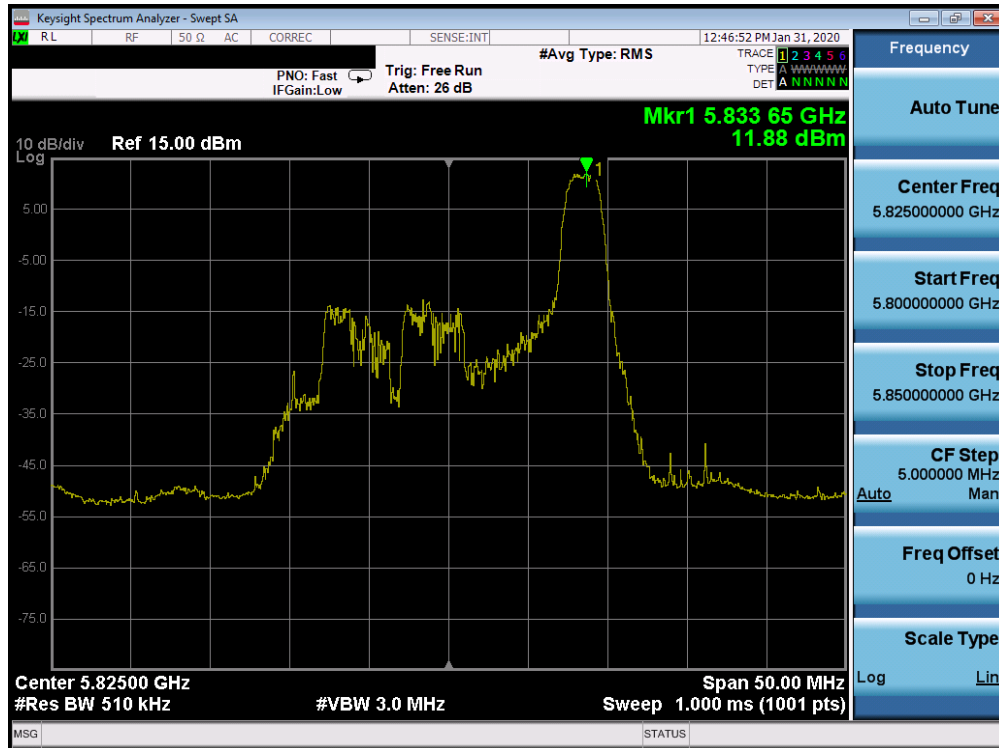 Keysight Spectrum Analyzer - Swept SA
LXI RL RF 50 Ω AC CORREC SENSE:INT 12:46:52 PM Jan 31, 2020
#Avg Type: RMS TRACE 1 2 3 4 5 6
PNO: Fast Trig: Free Run TYPE A WWWWW
IFGain:Low Atten: 26 dB DET A N N N N N
Mkr1 5.833 65 GHz
11.88 dBm
10 dB/div Ref 15.00 dBm
Log
1
5.00
-5.00
-15.0
-25.0
-35.0
-45.0
-55.0
-65.0
-75.0
Center 5.82500 GHz Span 50.00 MHz
#Res BW 510 kHz #VBW 3.0 MHz Sweep 1.000 ms (1001 pts)
MSG STATUS
Frequency
Auto Tune
Center Freq
5.825000000 GHz
Start Freq
5.800000000 GHz
Stop Freq
5.850000000 GHz
CF Step
5.000000 MHz
Auto Man
Freq Offset
0 Hz
Scale Type
Log Lin